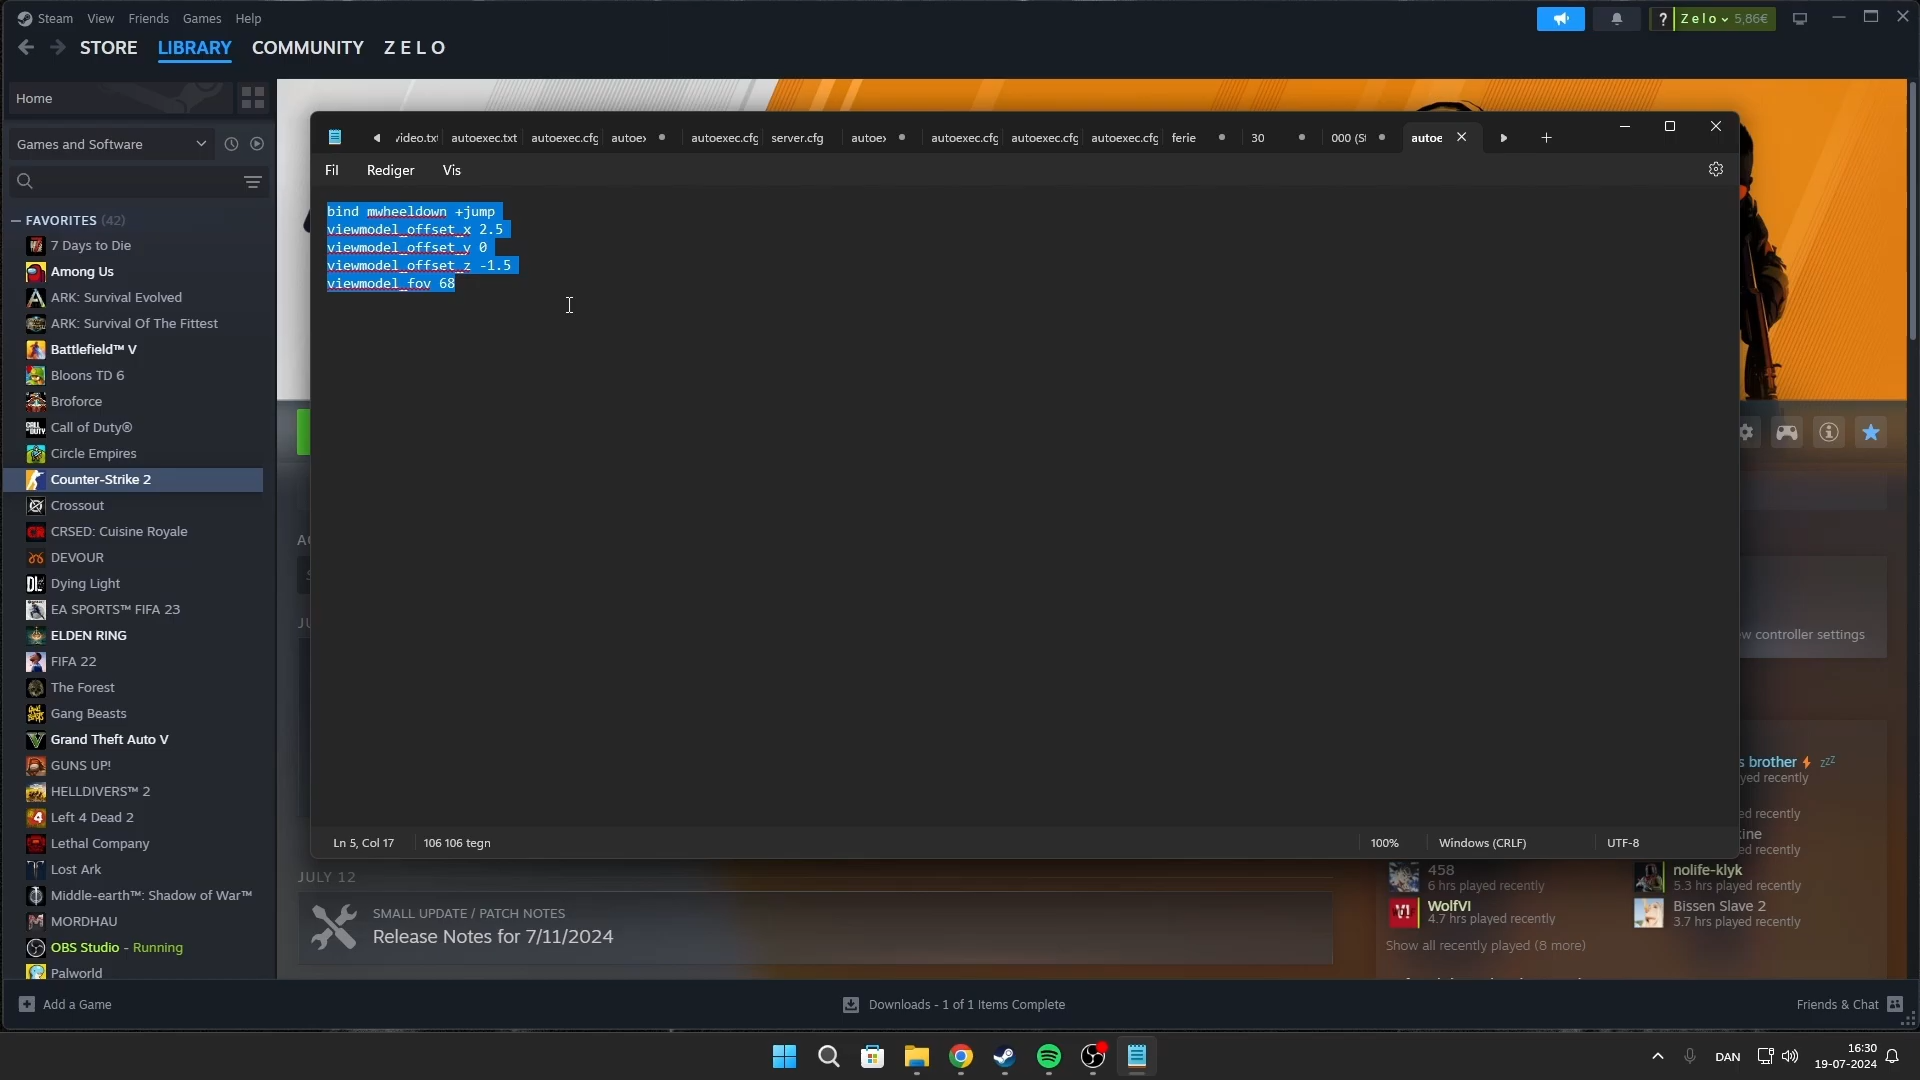 Steam View Friends Games Help
? Zelo 5,86€
STORE LIBRARY COMMUNITY ZELO
Home
Games and Software
FAVORITES (42)
7 Days to Die
Among Us
ARK: Survival Evolved
ARK: Survival Of The Fittest
Battlefield™ V
Bloons TD 6
Broforce
Call of Duty®
Circle Empires
Counter-Strike 2
Crossout
CRSED: Cuisine Royale
DEVOUR
Dying Light
EA SPORTS™ FIFA 23
ELDEN RING
FIFA 22
The Forest
Gang Beasts
Grand Theft Auto V
GUNS UP!
HELLDIVERS™ 2
Left 4 Dead 2
Lethal Company
Lost Ark
Middle-earth™: Shadow of War™
MORDHAU
OBS Studio - Running
Palworld
video.txt autoexec.txt autoexec.cfg autoex autoexec.cfg server.cfg autoex autoexec.cfg autoexec.cfg autoexec.cfg ferie 30 000 (St autoe
Fil Rediger Vis
bind mwheeldown +jump
viewmodel_offset_x 2.5
viewmodel_offset_y 0
viewmodel_offset_z -1.5
viewmodel_fov 68
Ln 5, Col 17 106 106 tegn 100% Windows (CRLF) UTF-8
w controller settings
s brother zzz
yed recently
ed recently
ine
ed recently
458
6 hrs played recently
nolife-klyk
5.3 hrs played recently
WolfVI
4.7 hrs played recently
Bissen Slave 2
3.7 hrs played recently
Show all recently played (8 more)
JULY 12
SMALL UPDATE / PATCH NOTES
Release Notes for 7/11/2024
Add a Game
Downloads - 1 of 1 Items Complete
Friends & Chat
DAN
16:30
19-07-2024